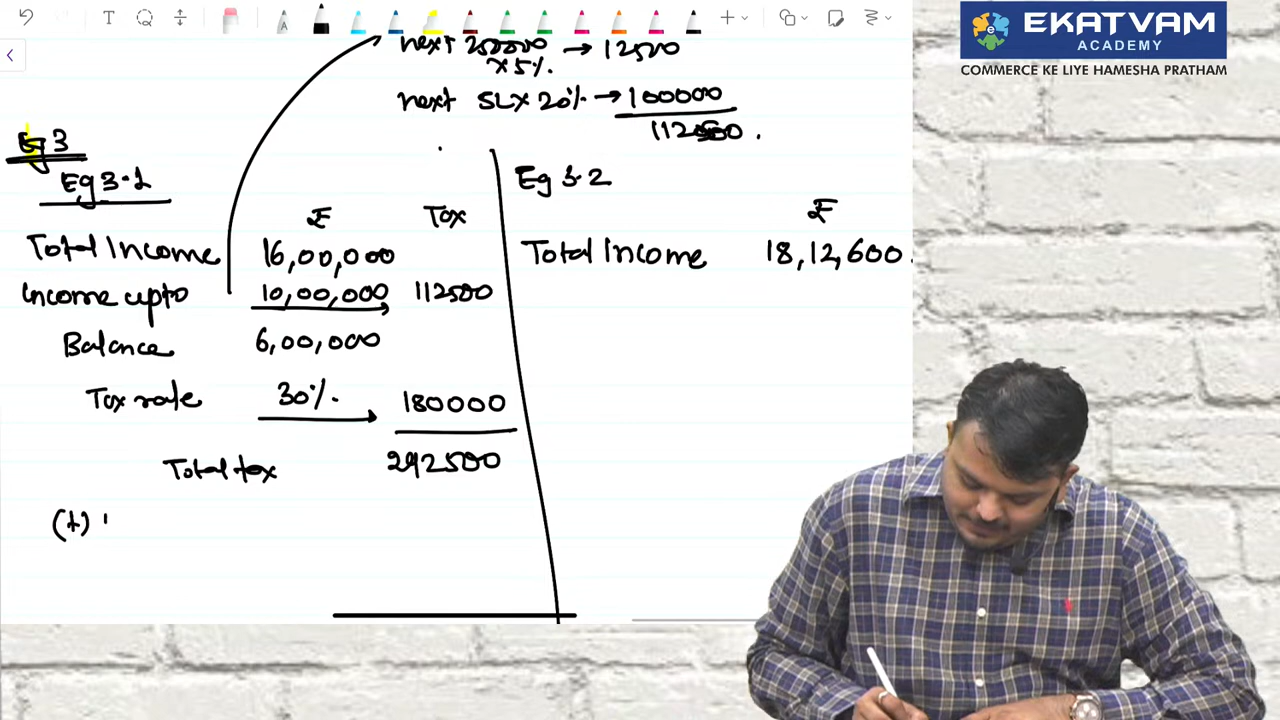 EKATVAM
ACADEMY
COMMERCE KE LIYE HAMESHA PRATHAM
next 250000 → 12500
x 5%.
next 5L x 20% → 100000
112500.
Eg 3
Eg 3.1
₹ Tax
Total Income 16,00,000
Income upto 10,00,000 112500
Balance 6,00,000
Tax rate 30%. 180000
Total tax 292500
(+)
Eg 3.2
₹
Total Income 18,12,600.